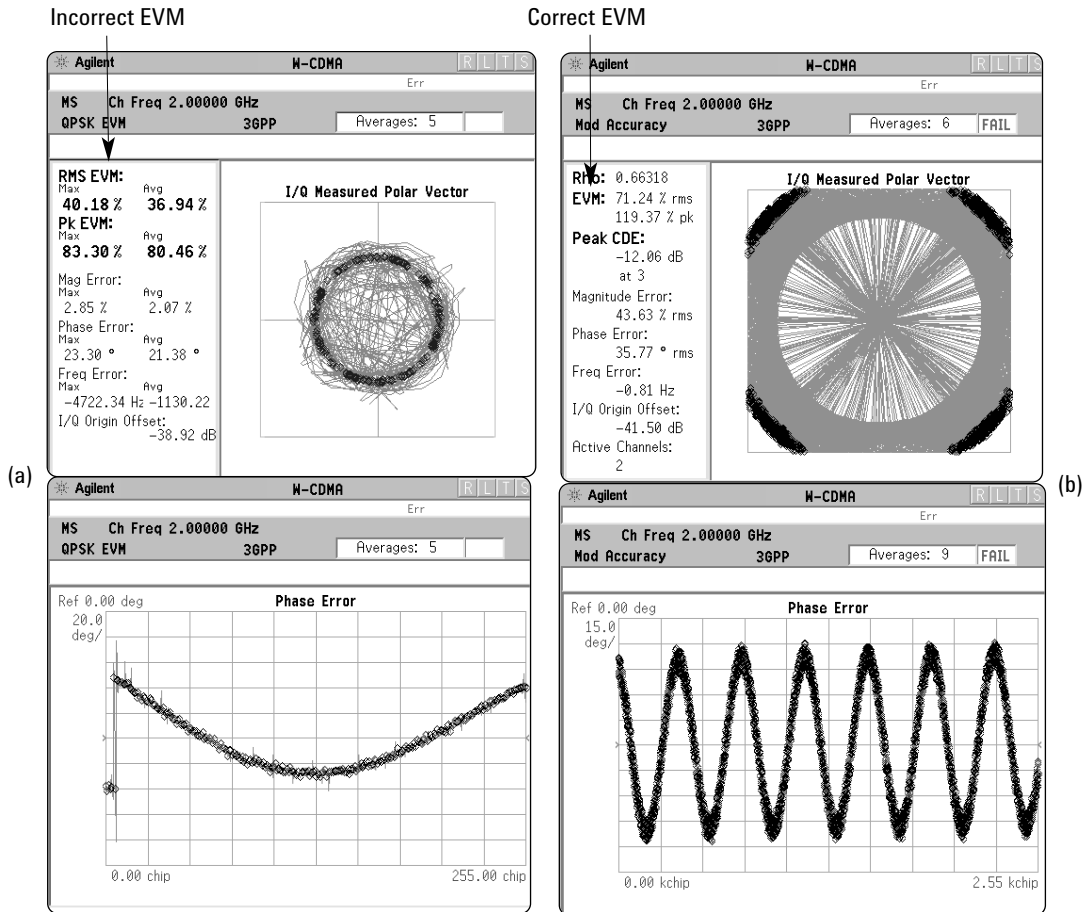 Incorrect EVM
Correct EVM
Agilent W-CDMA R L T S
Err
MS Ch Freq 2.00000 GHz
QPSK EVM 3GPP Averages: 5
RMS EVM:
Max Avg
40.18 % 36.94 %
Pk EVM:
Max Avg
83.30 % 80.46 %
Mag Error:
Max Avg
2.85 % 2.07 %
Phase Error:
Max Avg
23.30 ° 21.38 °
Freq Error:
Max Avg
-4722.34 Hz -1130.22
I/Q Origin Offset:
-38.92 dB
I/Q Measured Polar Vector
Agilent W-CDMA R L T S
Err
MS Ch Freq 2.00000 GHz
Mod Accuracy 3GPP Averages: 6 FAIL
Rho: 0.66318
EVM: 71.24 % rms
119.37 % pk
Peak CDE:
-12.06 dB
at 3
Magnitude Error:
43.63 % rms
Phase Error:
35.77 ° rms
Freq Error:
-0.81 Hz
I/Q Origin Offset:
-41.50 dB
Active Channels:
2
I/Q Measured Polar Vector
(a)
(b)
Agilent W-CDMA R L T S
Err
MS Ch Freq 2.00000 GHz
QPSK EVM 3GPP Averages: 5
Ref 0.00 deg Phase Error
20.0
deg/
0.00 chip 255.00 chip
Agilent W-CDMA R L T S
Err
MS Ch Freq 2.00000 GHz
Mod Accuracy 3GPP Averages: 9 FAIL
Ref 0.00 deg Phase Error
15.0
deg/
0.00 kchip 2.55 kchip